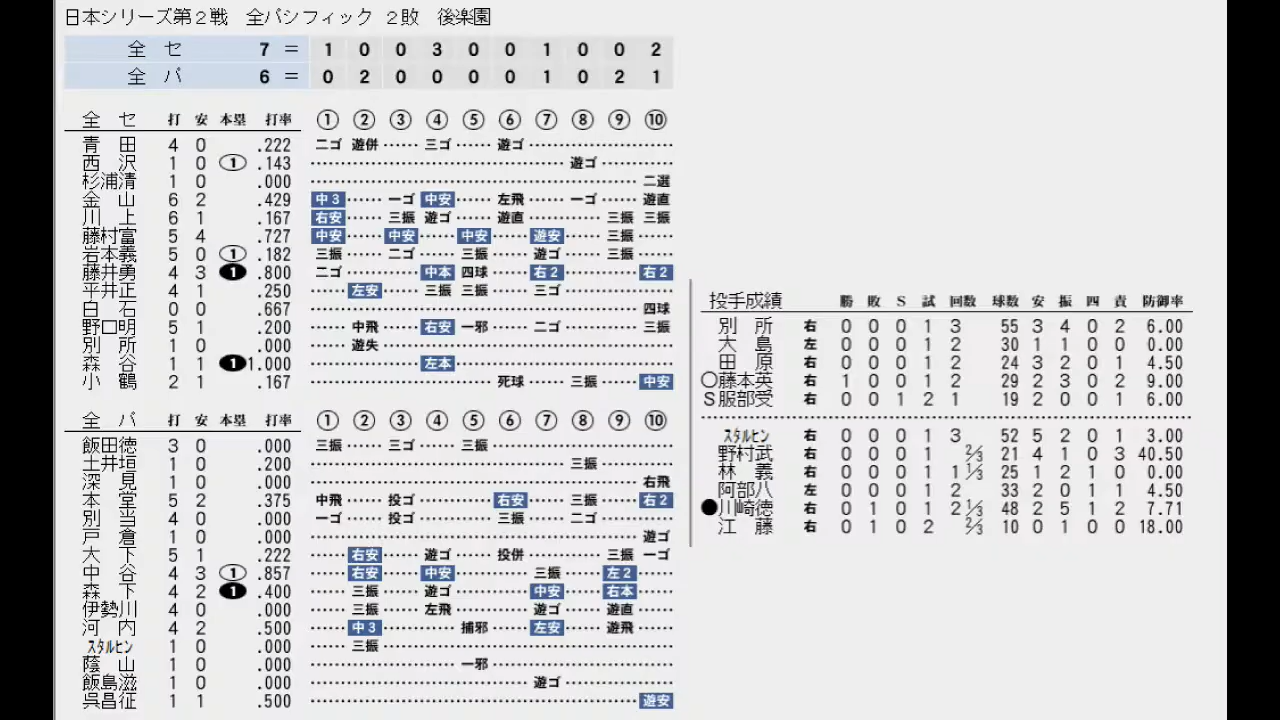 日本シリーズ第2戦 全パシフィック 2敗 後楽園
全 セ 7 = 1 0 0 3 0 0 1 0 0 2
全 パ 6 = 0 2 0 0 0 0 1 0 2 1
全 セ 打 安 本塁 打率 ① ② ③ ④ ⑤ ⑥ ⑦ ⑧ ⑨ ⑩
青 田 4 0 .222 二ゴ 遊併 …… 三ゴ …… 遊ゴ ……
西 沢 1 0 ① .143 …… 遊ゴ ……
杉浦清 1 0 .000 …… 二選
金 山 6 2 .429 中3 …… 一ゴ 中安 …… 左飛 …… 一ゴ …… 遊直
川 上 6 1 .167 右安 …… 三振 遊ゴ …… 遊直 …… 三振 三振
藤村富 5 4 .727 中安 …… 中安 …… 中安 …… 遊安 …… 三振 ……
岩本義 5 0 ① .182 三振 …… 二ゴ …… 三振 …… 遊ゴ …… 三振 ……
藤井勇 4 3 ❶ .800 二ゴ …… 中本 四球 …… 右2 …… 右2
平井正 4 1 .250 …… 左安 …… 三振 三振 …… 三ゴ ……
白 石 0 0 .667 …… 四球
野口明 5 1 .200 …… 中飛 …… 右安 一邪 …… 二ゴ …… 三振
別 所 1 0 .000 …… 遊失 ……
森 谷 1 1 ❶ 1.000 …… 左本 ……
小 鶴 2 1 .167 …… 死球 …… 三振 …… 中安
全 パ 打 安 本塁 打率 ① ② ③ ④ ⑤ ⑥ ⑦ ⑧ ⑨ ⑩
飯田徳 3 0 .000 三振 …… 三ゴ …… 三振 ……
土井垣 1 0 .200 …… 三振 ……
深 見 1 0 .000 …… 右飛
本 堂 5 2 .375 中飛 …… 投ゴ …… 右安 …… 三振 …… 右2
別 当 4 0 .000 一ゴ …… 投ゴ …… 三振 …… 二ゴ ……
戸 倉 1 0 .000 …… 遊ゴ
大 下 5 1 .222 …… 右安 …… 遊ゴ …… 投併 …… 三振 一ゴ
中 谷 4 3 ① .857 …… 右安 …… 中安 …… 三振 …… 左2 ……
森 下 4 2 ❶ .400 …… 三振 …… 遊ゴ …… 中安 …… 右本 ……
伊勢川 4 0 .000 …… 三振 …… 左飛 …… 遊ゴ …… 遊直 ……
河 内 4 2 .500 …… 中3 …… 捕邪 …… 左安 …… 遊飛 ……
ｽﾀﾙﾋﾝ 1 0 .000 …… 三振 ……
蔭 山 1 0 .000 …… 一邪 ……
飯島滋 1 0 .000 …… 遊ゴ ……
呉昌征 1 1 .500 …… 遊安
投手成績 勝 敗 S 試 回数 球数 安 振 四 責 防御率
別 所 右 0 0 0 1 3 55 3 4 0 2 6.00
大 島 左 0 0 0 1 2 30 1 1 0 0 0.00
田 原 右 0 0 0 1 2 24 3 2 0 1 4.50
○藤本英 右 1 0 0 1 2 29 2 3 0 2 9.00
S服部受 右 0 0 1 2 1 19 2 0 0 1 6.00
ｽﾀﾙﾋﾝ 右 0 0 0 1 3 52 5 2 0 1 3.00
野村武 右 0 0 0 1 ⅔ 21 4 1 0 3 40.50
林 義 右 0 0 0 1 1⅓ 25 1 2 1 0 0.00
阿部八 左 0 0 0 1 2 33 2 0 1 1 4.50
●川崎徳 右 0 1 0 1 2⅓ 48 2 5 1 2 7.71
江 藤 右 0 1 0 2 ⅔ 10 0 1 0 0 18.00